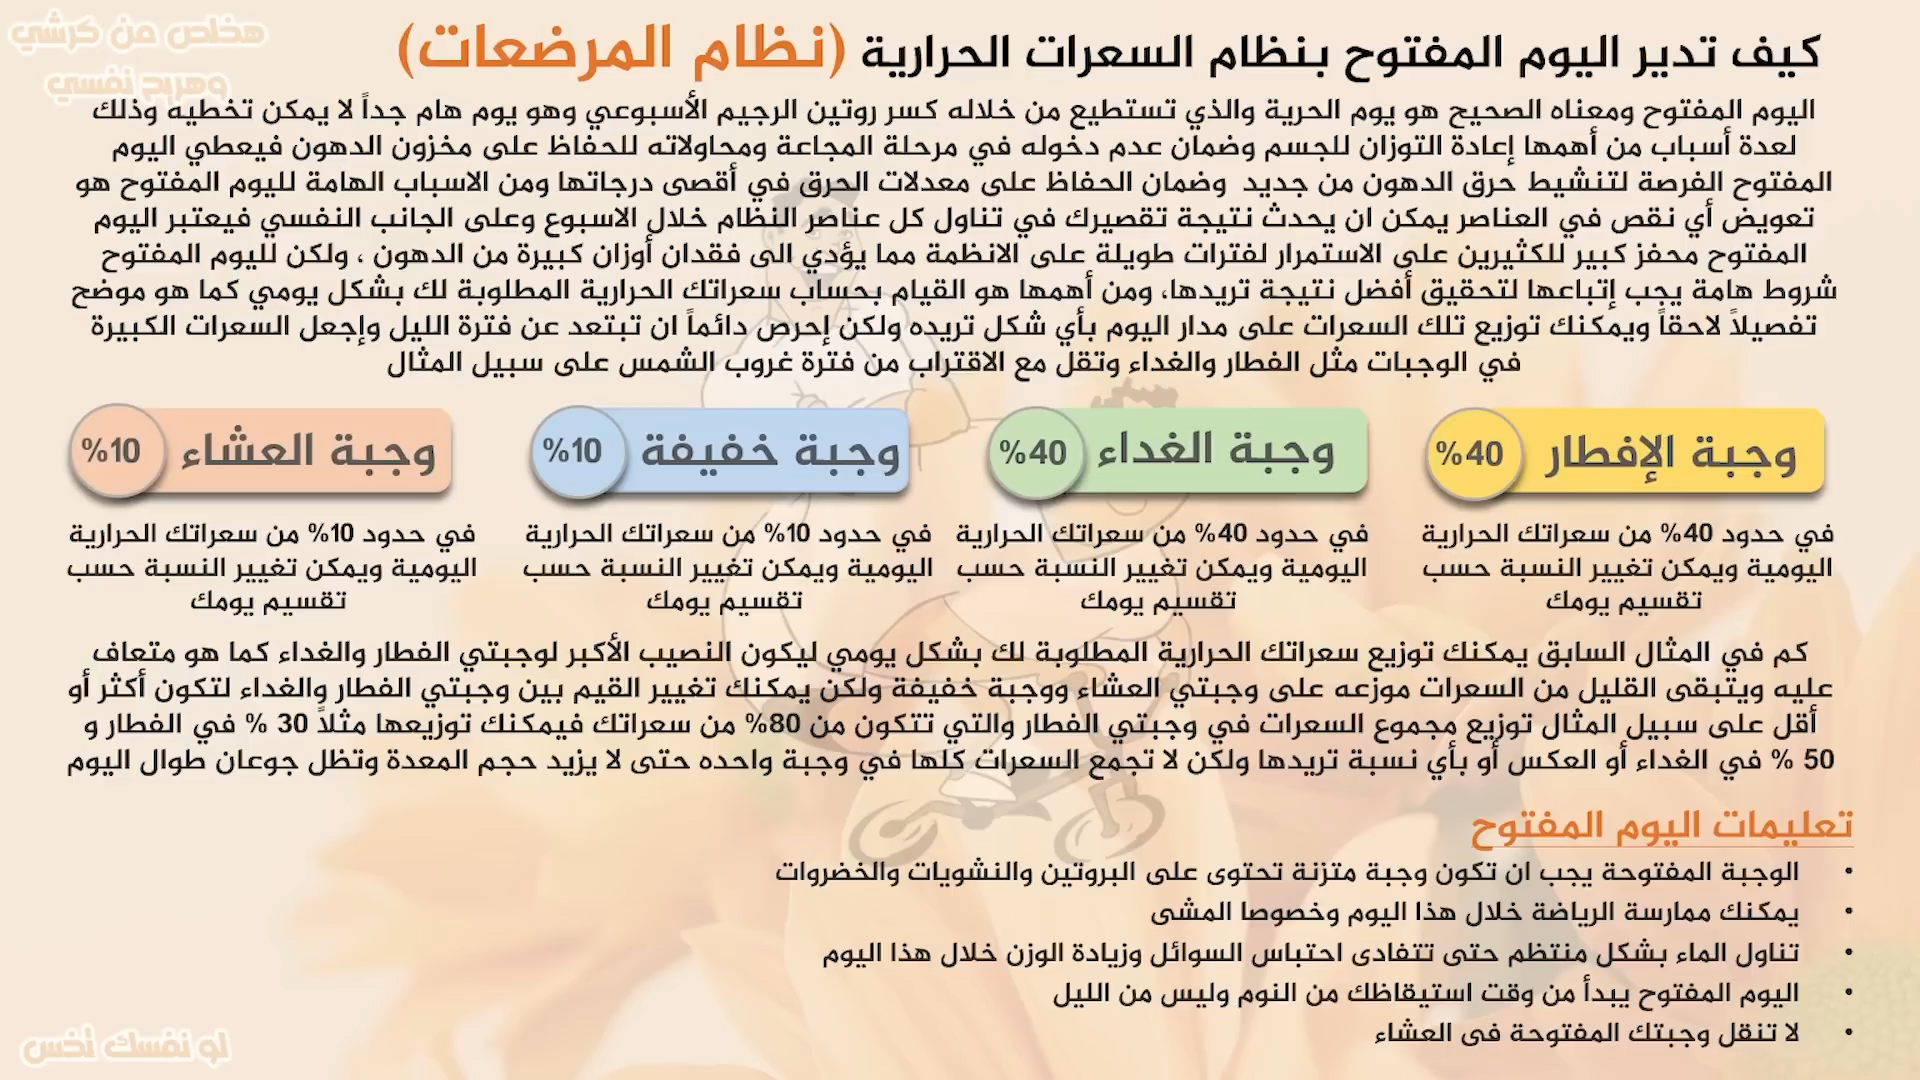 هخلص من كرشي
وهريح نفسي
كيف تدير اليوم المفتوح بنظام السعرات الحرارية (نظام المرضعات)
اليوم المفتوح ومعناه الصحيح هو يوم الحرية والذي تستطيع من خلاله كسر روتين الرجيم الأسبوعي وهو يوم هام جداً لا يمكن تخطيه وذلك
لعدة أسباب من أهمها إعادة التوزان للجسم وضمان عدم دخوله في مرحلة المجاعة ومحاولاته للحفاظ على مخزون الدهون فيعطي اليوم
المفتوح الفرصة لتنشيط حرق الدهون من جديد وضمان الحفاظ على معدلات الحرق في أقصى درجاتها ومن الاسباب الهامة لليوم المفتوح هو
تعويض أي نقص في العناصر يمكن ان يحدث نتيجة تقصيرك في تناول كل عناصر النظام خلال الاسبوع وعلى الجانب النفسي فيعتبر اليوم
المفتوح محفز كبير للكثيرين على الاستمرار لفترات طويلة على الانظمة مما يؤدي الى فقدان أوزان كبيرة من الدهون ، ولكن لليوم المفتوح
شروط هامة يجب إتباعها لتحقيق أفضل نتيجة تريدها، ومن أهمها هو القيام بحساب سعراتك الحرارية المطلوبة لك بشكل يومي كما هو موضح
تفصيلاً لاحقاً ويمكنك توزيع تلك السعرات على مدار اليوم بأي شكل تريده ولكن إحرص دائماً ان تبتعد عن فترة الليل وإجعل السعرات الكبيرة
في الوجبات مثل الفطار والغداء وتقل مع الاقتراب من فترة غروب الشمس على سبيل المثال
وجبة الإفطار 40%
في حدود 40% من سعراتك الحرارية
اليومية ويمكن تغيير النسبة حسب
تقسيم يومك
وجبة الغداء 40%
في حدود 40% من سعراتك الحرارية
اليومية ويمكن تغيير النسبة حسب
تقسيم يومك
وجبة خفيفة 10%
في حدود 10% من سعراتك الحرارية
اليومية ويمكن تغيير النسبة حسب
تقسيم يومك
وجبة العشاء 10%
في حدود 10% من سعراتك الحرارية
اليومية ويمكن تغيير النسبة حسب
تقسيم يومك
كم في المثال السابق يمكنك توزيع سعراتك الحرارية المطلوبة لك بشكل يومي ليكون النصيب الأكبر لوجبتي الفطار والغداء كما هو متعاف
عليه ويتبقى القليل من السعرات موزعه على وجبتي العشاء ووجبة خفيفة ولكن يمكنك تغيير القيم بين وجبتي الفطار والغداء لتكون أكثر أو
أقل على سبيل المثال توزيع مجموع السعرات في وجبتي الفطار والتي تتكون من 80% من سعراتك فيمكنك توزيعها مثلاً 30 % في الفطار و
50 % في الغداء أو العكس أو بأي نسبة تريدها ولكن لا تجمع السعرات كلها في وجبة واحده حتى لا يزيد حجم المعدة وتظل جوعان طوال اليوم
تعليمات اليوم المفتوح
• الوجبة المفتوحة يجب ان تكون وجبة متزنة تحتوى على البروتين والنشويات والخضروات
• يمكنك ممارسة الرياضة خلال هذا اليوم وخصوصا المشى
• تناول الماء بشكل منتظم حتى تتفادى احتباس السوائل وزيادة الوزن خلال هذا اليوم
• اليوم المفتوح يبدأ من وقت استيقاظك من النوم وليس من الليل
• لا تنقل وجبتك المفتوحة فى العشاء
لو نفسك تخس